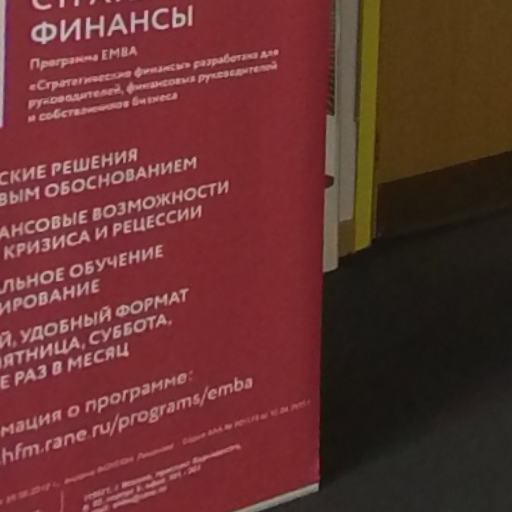 ФИНАНСЫ
Программа EMBA
«Стратегические финансы» разработана для
руководителей, финансовых руководителей
и собственников бизнеса
СКИЕ РЕШЕНИЯ
ВЫМ ОБОСНОВАНИЕМ
АНСОВЫЕ ВОЗМОЖНОСТИ
КРИЗИСА И РЕЦЕССИИ
ЛЬНОЕ ОБУЧЕНИЕ
ИРОВАНИЕ
Й, УДОБНЫЙ ФОРМАТ
ЯТНИЦА, СУББОТА,
Е РАЗ В МЕСЯЦ
мация о программе:
hfm.rane.ru/programs/emba